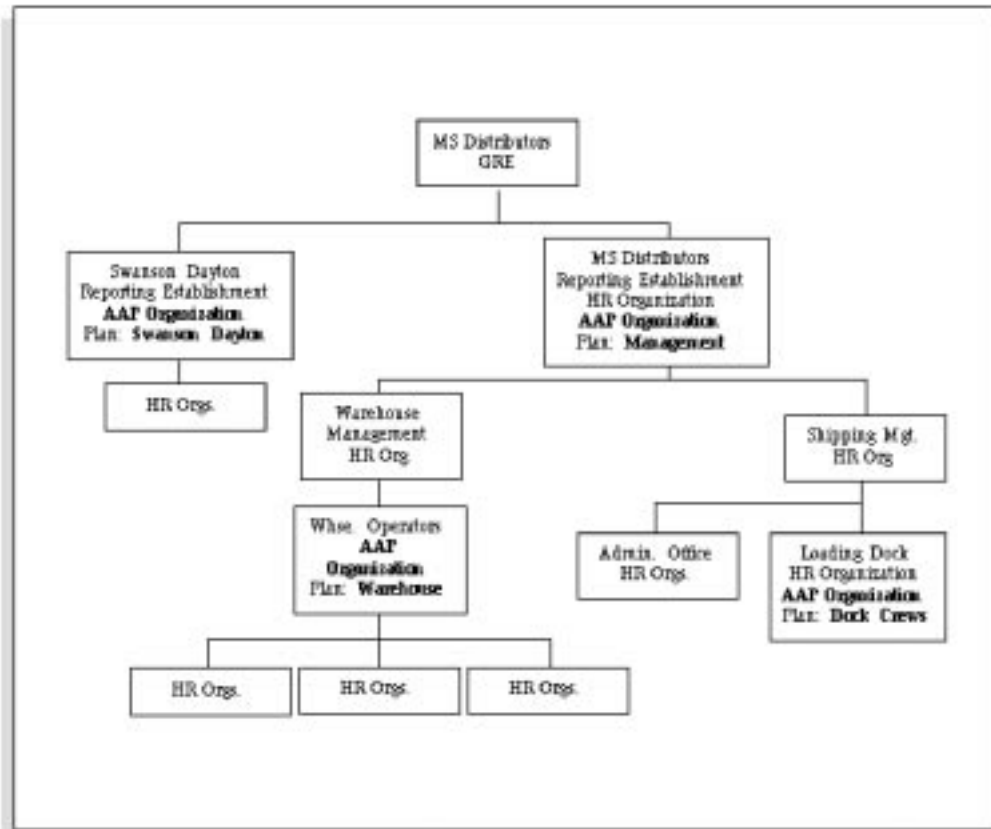 MS Distributors
GRE
Swanson Dayton
Reporting Establishment
AAP Organization
Plan: Swanson Dayton
MS Distributors
Reporting Establishment
HR Organization
AAP Organization
Plan: Management
HR Orgs.
Warehouse
Management
HR Org
Shipping Mgt.
HR Org
Whse. Operators
AAP
Organization
Plan: Warehouse
Admin. Office
HR Orgs.
Loading Dock
HR Organization
AAP Organization
Plan: Dock Crews
HR Orgs.
HR Orgs.
HR Orgs.